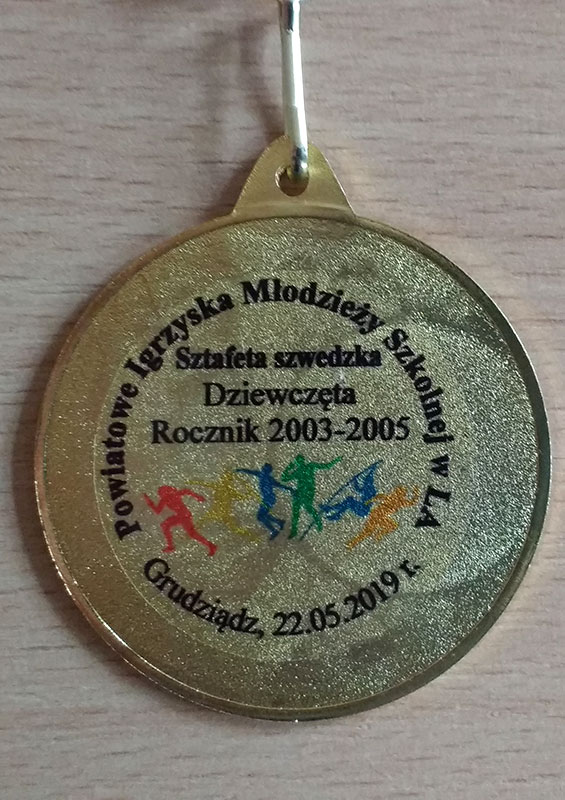 Powiatowe Igrzyska Młodzieży Szkolnej w LA
Sztafeta szwedzka
Dziewczęta
Rocznik 2003-2005
Grudziądz, 22.05.2019 r.